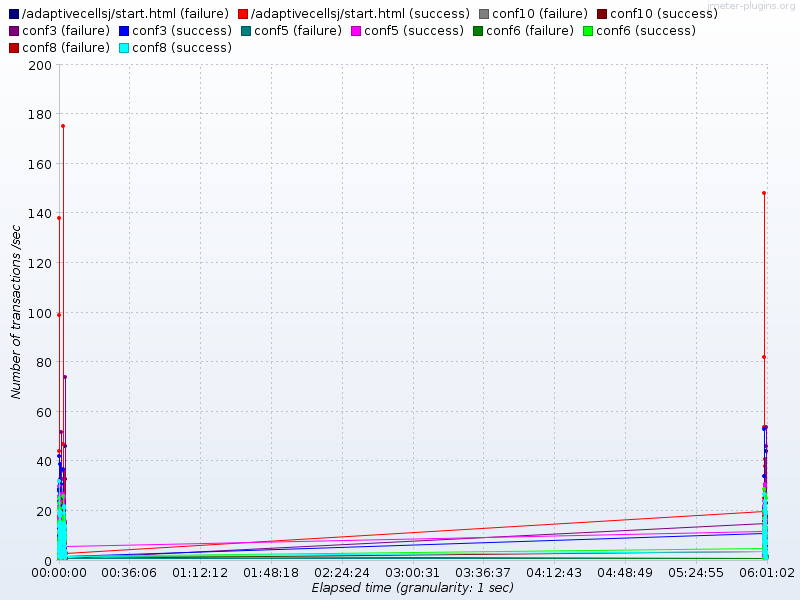 jmeter-plugins.org
/adaptivecellsj/start.html (failure) /adaptivecellsj/start.html (success) conf10 (failure) conf10 (success)
conf3 (failure) conf3 (success) conf5 (failure) conf5 (success) conf6 (failure) conf6 (success)
conf8 (failure) conf8 (success)
200
180
160
140
120
100
80
60
40
20
0
Number of transactions /sec
00:00:00 00:36:06 01:12:12 01:48:18 02:24:24 03:00:31 03:36:37 04:12:43 04:48:49 05:24:55 06:01:02
Elapsed time (granularity: 1 sec)